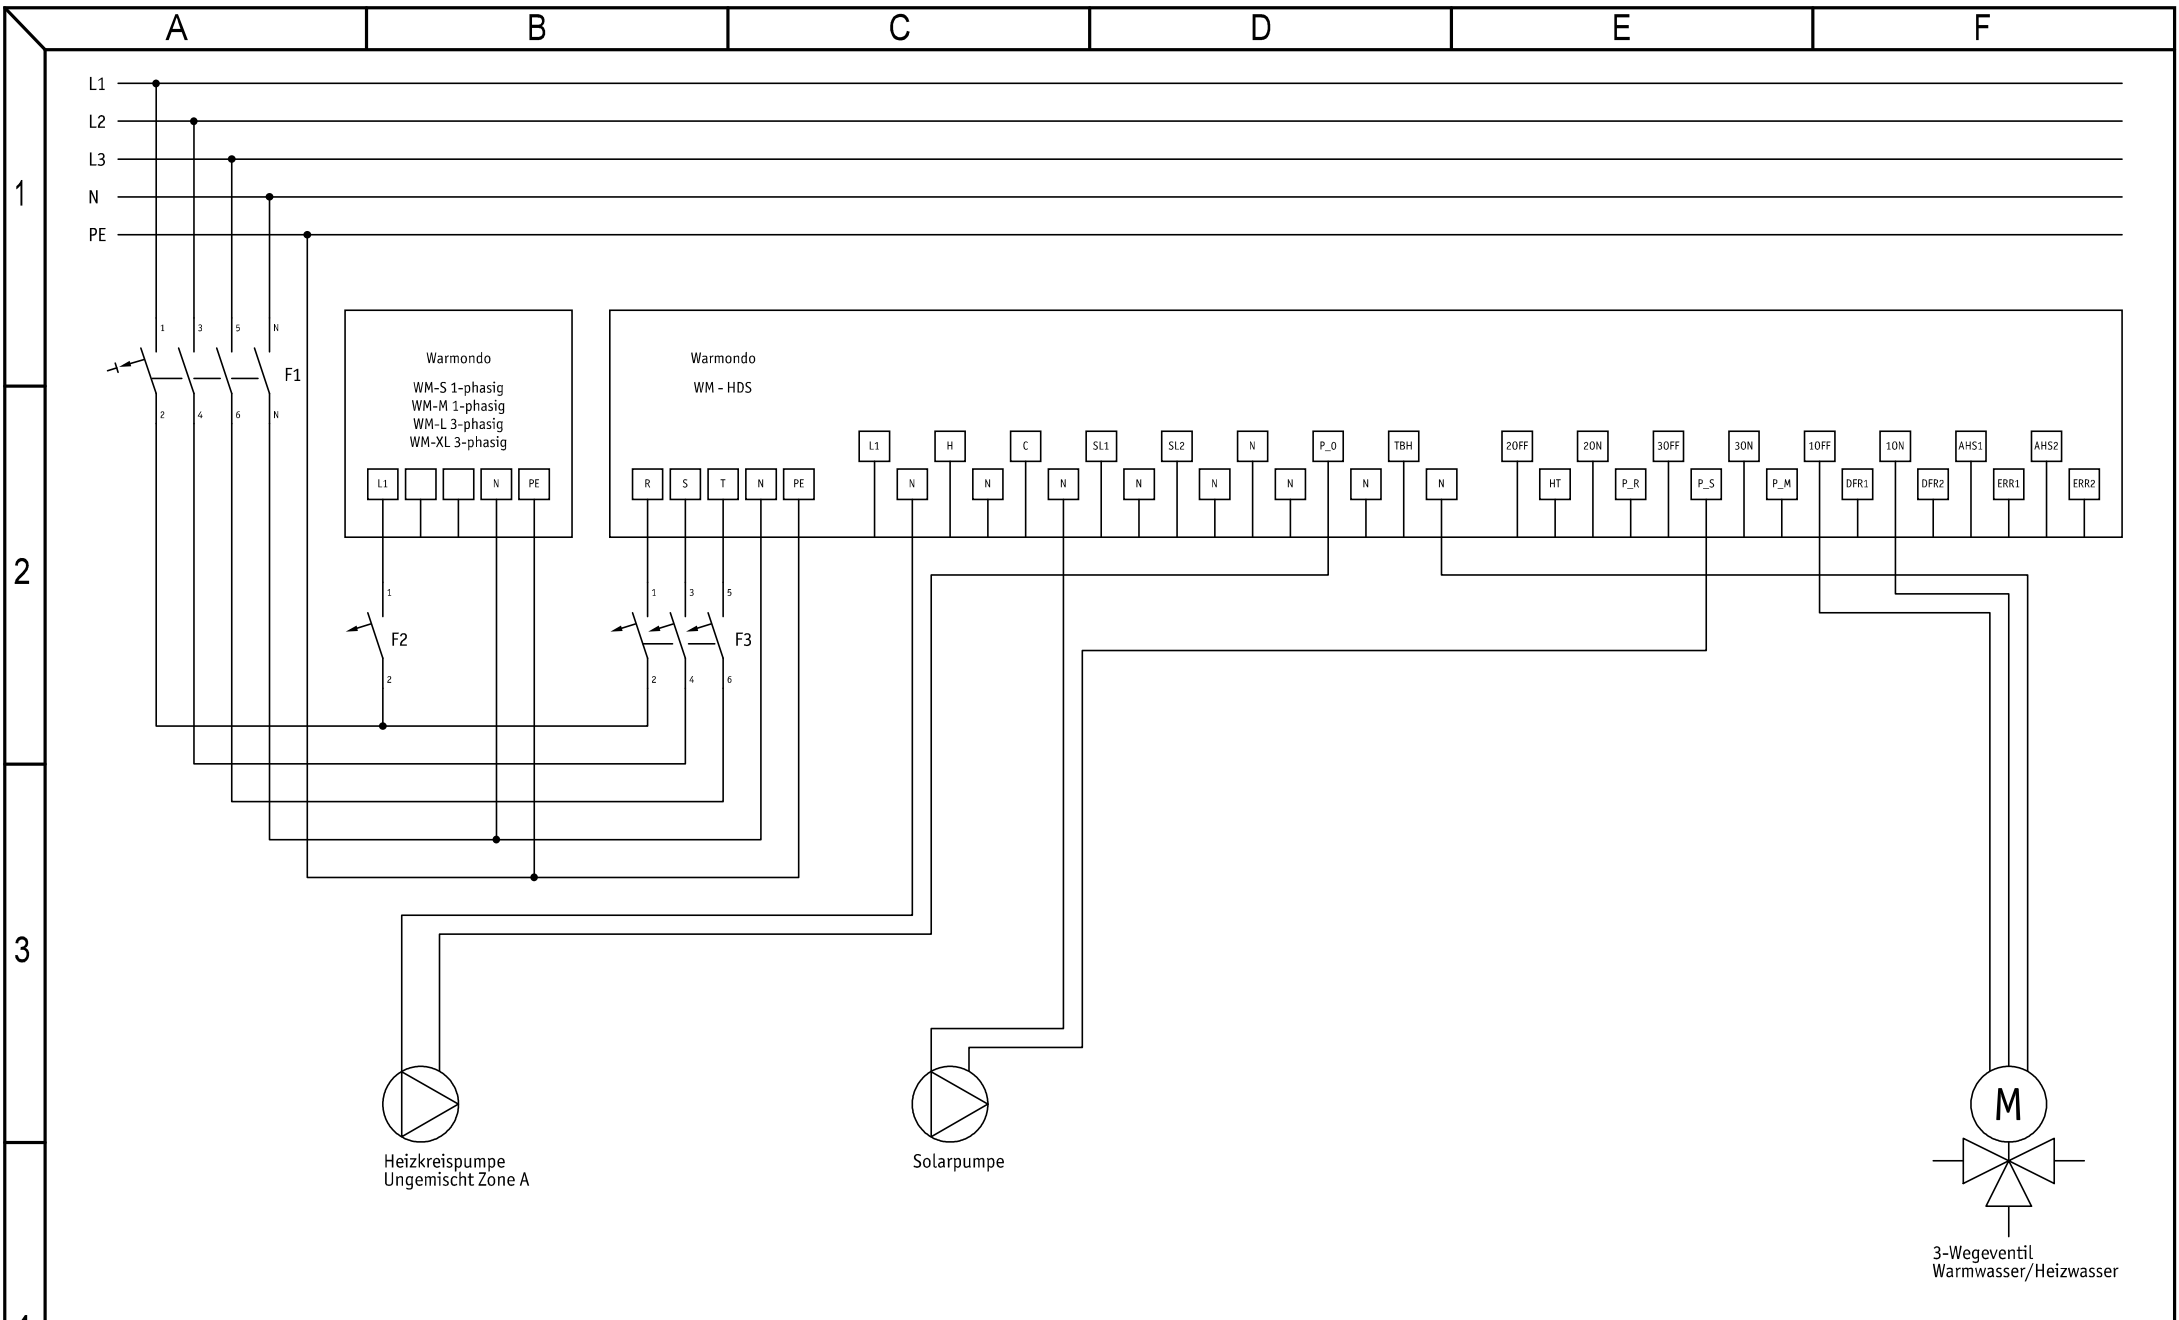 A B C D E F
L1
L2
L3
N
PE
1
1 3 5 N
F1
2 4 6 N
Warmondo
WM-S 1-phasig
WM-M 1-phasig
WM-L 3-phasig
WM-XL 3-phasig
L1 N PE
Warmondo
WM - HDS
L1 H C SL1 SL2 N P_O TBH 2OFF 2ON 3OFF 3ON 1OFF 1ON AHS1 AHS2
R S T N PE N N N N N N N N HT P_R P_S P_M DFR1 DFR2 ERR1 ERR2
2
1
F2
2
1 3 5
F3
2 4 6
3
M
Heizkreispumpe
Ungemischt Zone A
Solarpumpe
3-Wegeventil
Warmwasser/Heizwasser